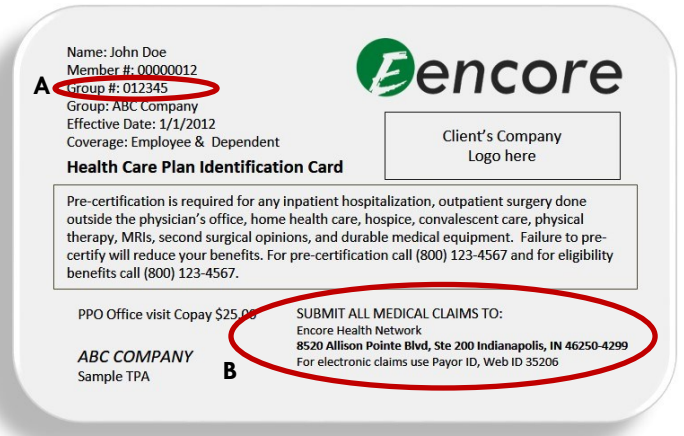 Name: John Doe
Member #: 00000012
A
Group #: 012345
Group: ABC Company
Effective Date: 1/1/2012
Coverage: Employee & Dependent
Health Care Plan Identification Card
encore
Client's Company
Logo here
Pre-certification is required for any inpatient hospitalization, outpatient surgery done
outside the physician's office, home health care, hospice, convalescent care, physical
therapy, MRIs, second surgical opinions, and durable medical equipment. Failure to pre-
certify will reduce your benefits. For pre-certification call (800) 123-4567 and for eligibility
benefits call (800) 123-4567.
PPO Office visit Copay $25.00
ABC COMPANY
Sample TPA
B
SUBMIT ALL MEDICAL CLAIMS TO:
Encore Health Network
8520 Allison Pointe Blvd, Ste 200 Indianapolis, IN 46250-4299
For electronic claims use Payor ID, Web ID 35206